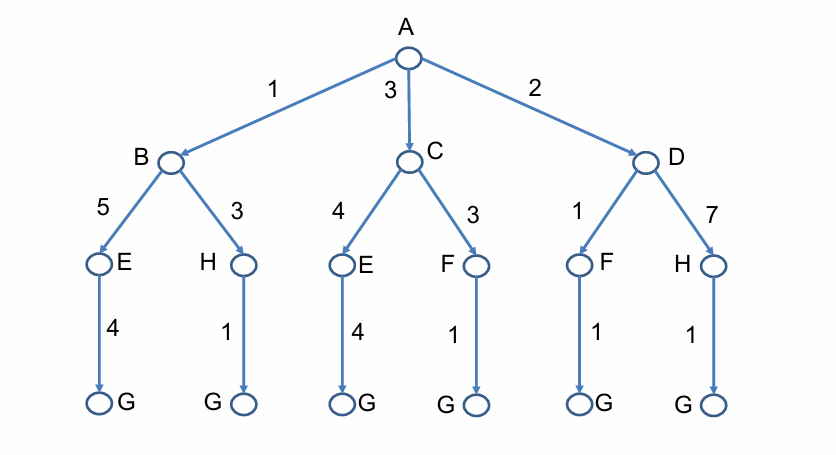 A
1 3 2
B C D
5 3 4 3 1 7
E H E F F H
4 1 4 1 1 1
G G G G G G